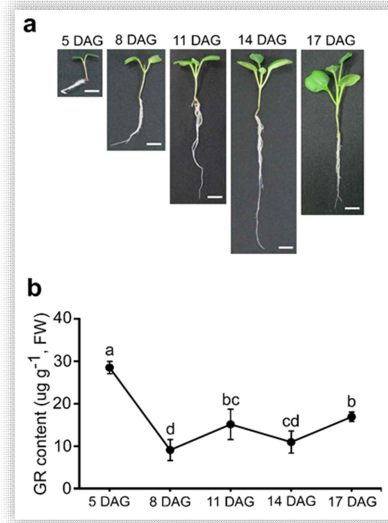 a
5 DAG 8 DAG 11 DAG 14 DAG 17 DAG
b
GR content (ug g-1, FW)
40
30
20
10
0
a
d
bc
cd
b
5 DAG 8 DAG 11 DAG 14 DAG 17 DAG